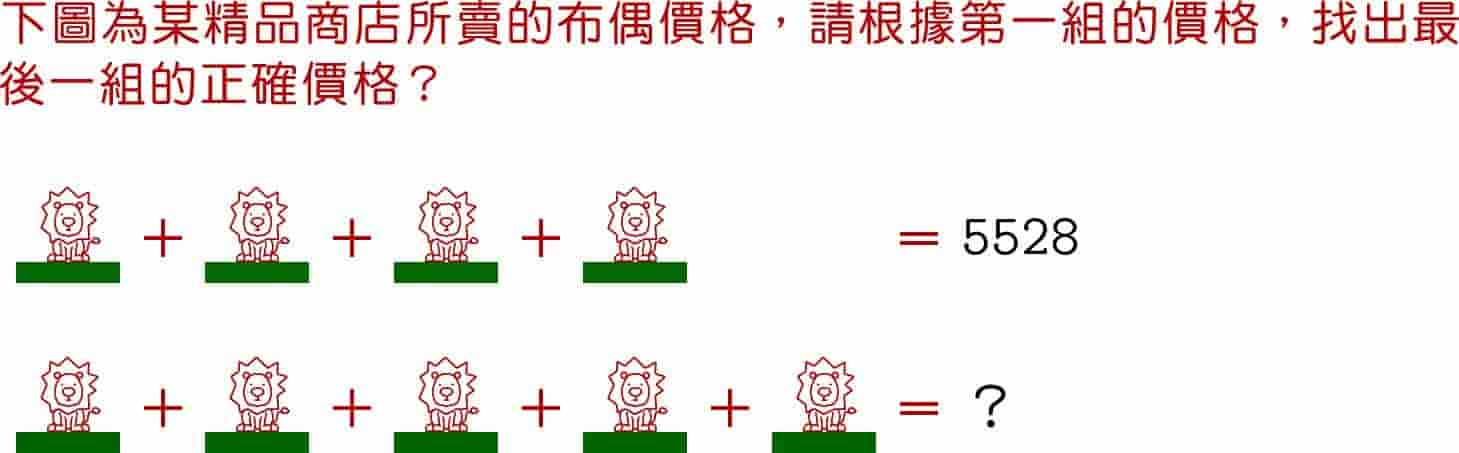 下圖為某精品商店所賣的布偶價格，請根據第一組的價格，找出最
後一組的正確價格？
+ + + = 5528
+ + + + = ?